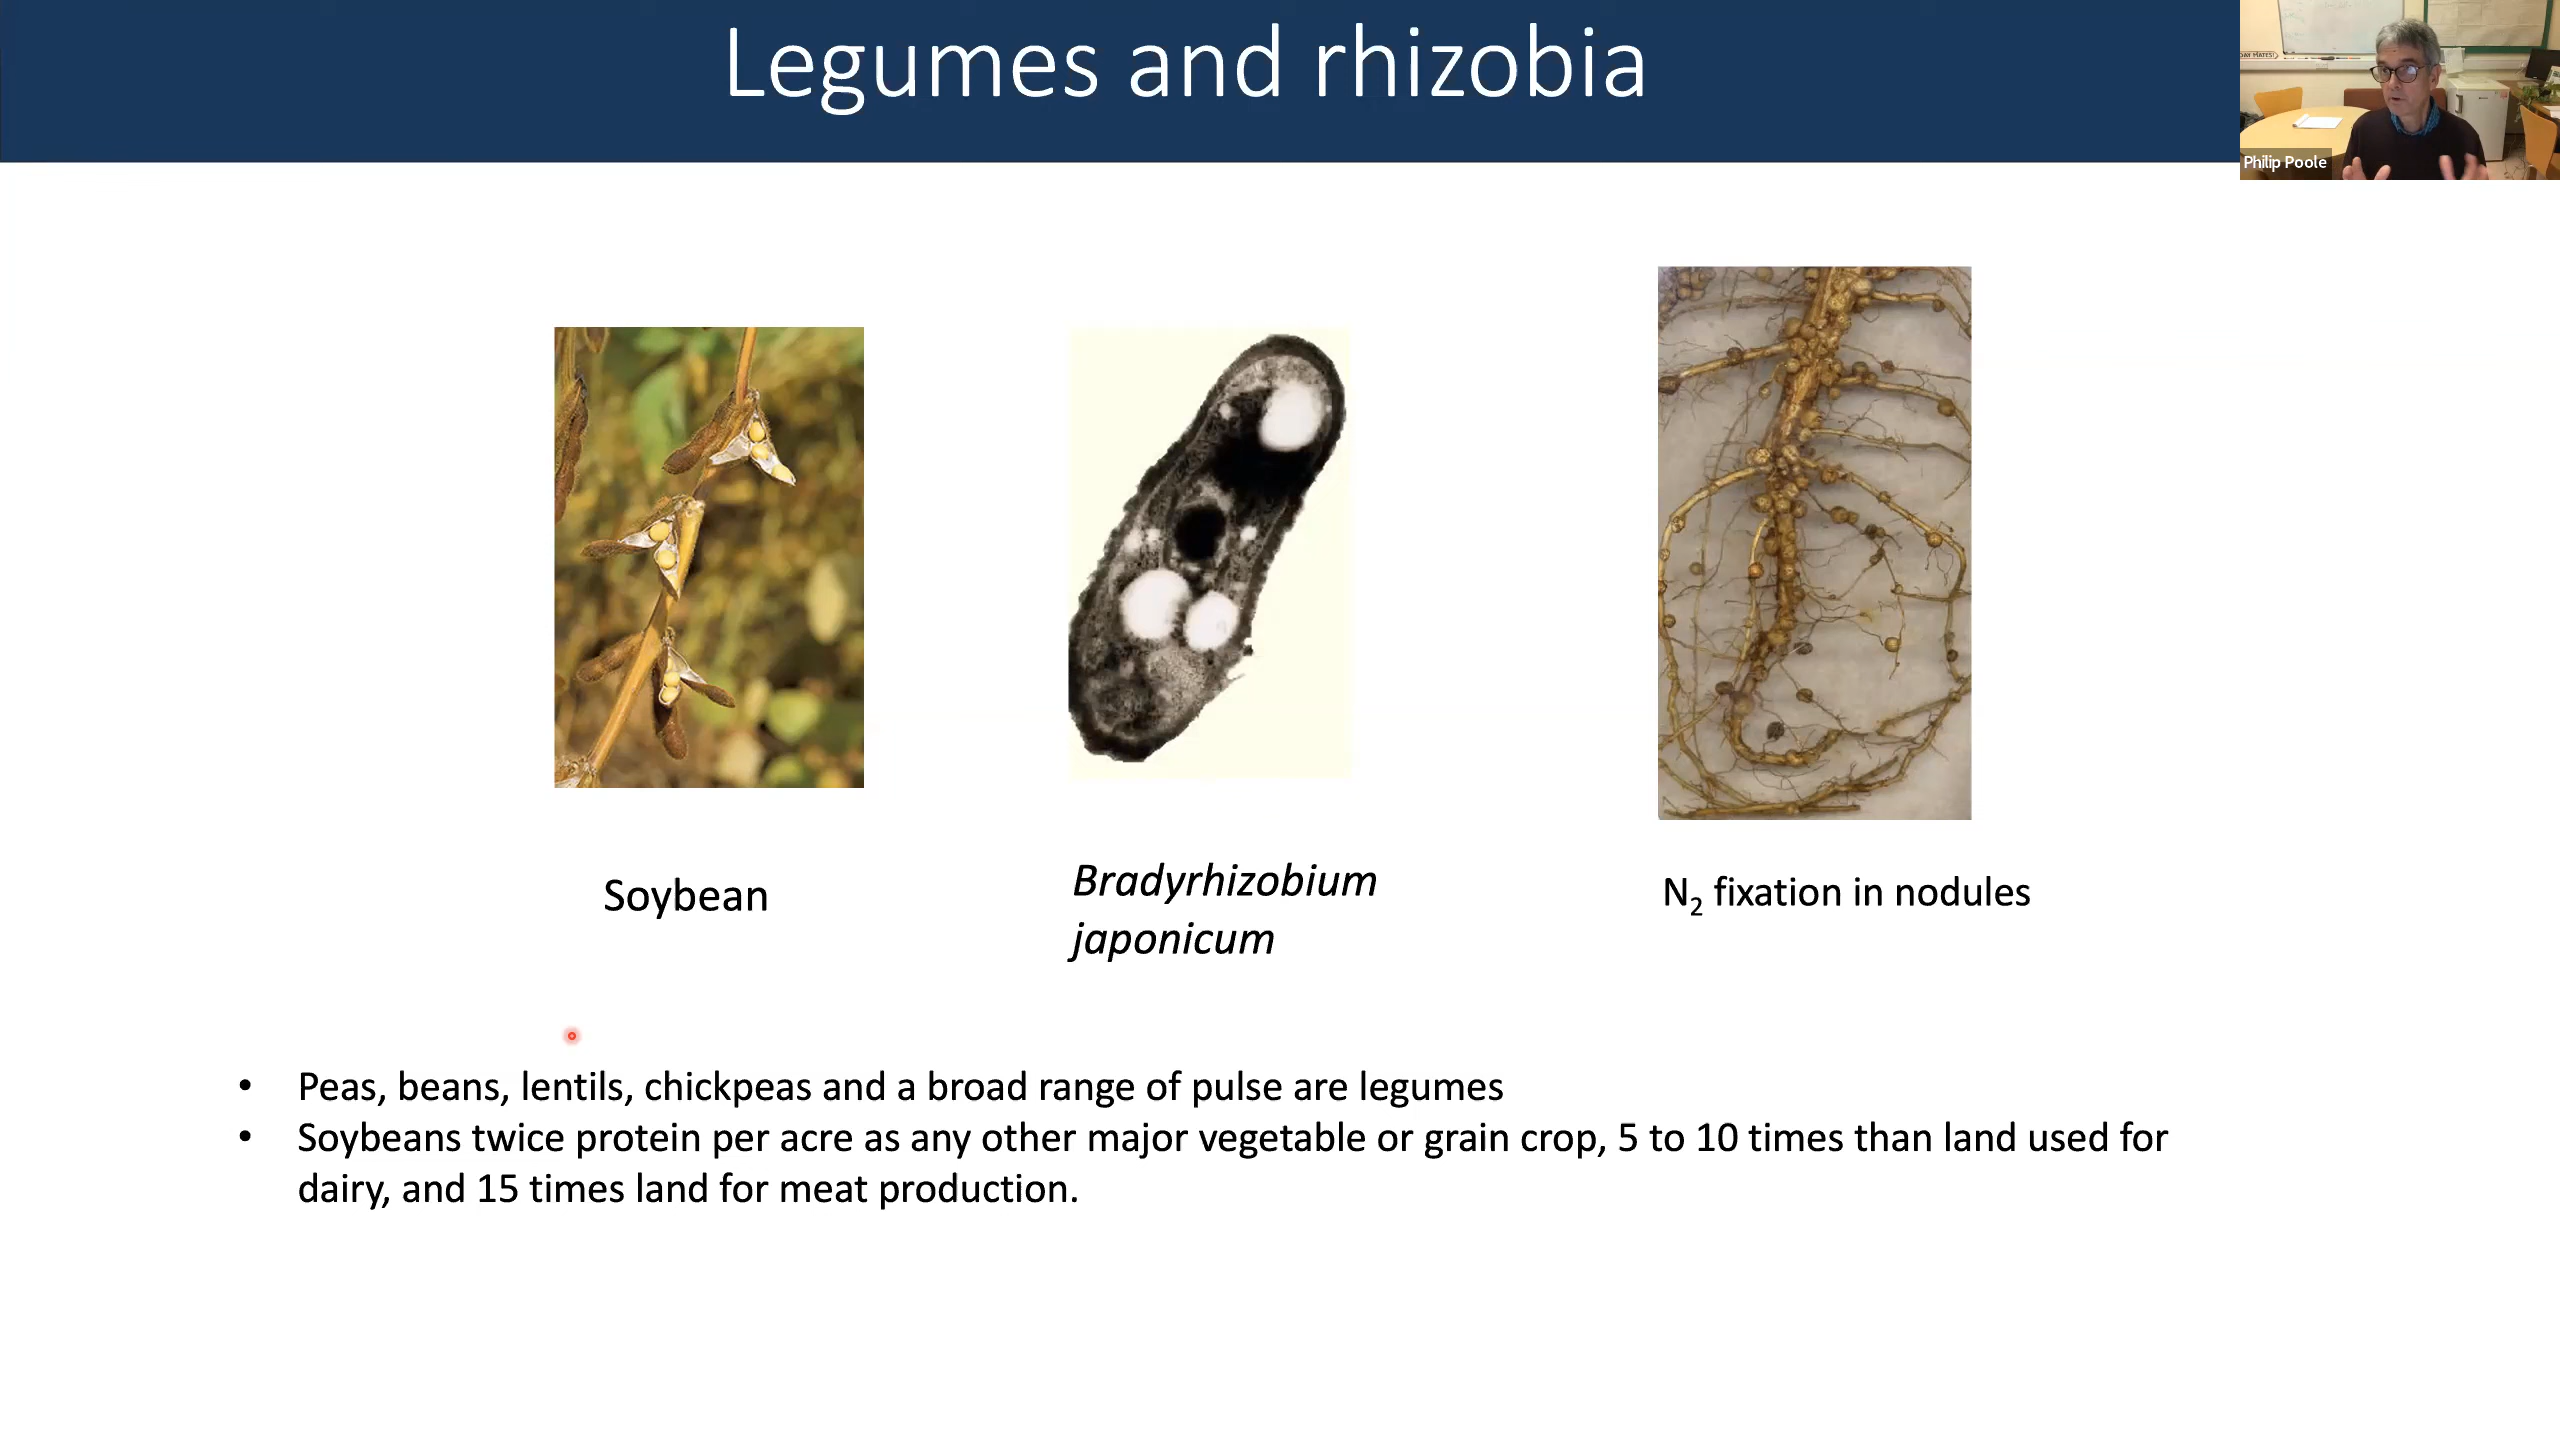 Legumes and rhizobia
Philip Poole
Soybean
Bradyrhizobium
japonicum
N₂ fixation in nodules
• Peas, beans, lentils, chickpeas and a broad range of pulse are legumes
• Soybeans twice protein per acre as any other major vegetable or grain crop, 5 to 10 times than land used for
dairy, and 15 times land for meat production.